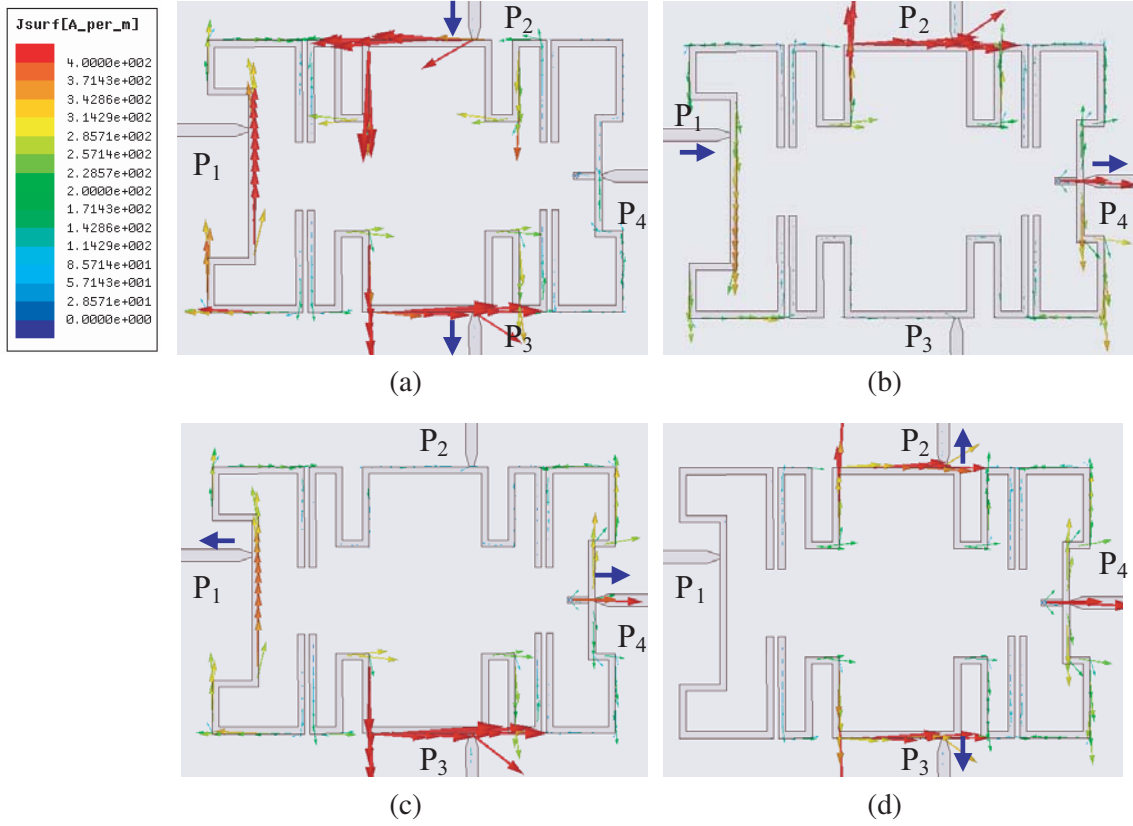 Jsurf[A_per_m]
4.0000e+002
3.7143e+002
3.4286e+002
3.1429e+002
2.8571e+002
2.5714e+002
2.2857e+002
2.0000e+002
1.7143e+002
1.4286e+002
1.1429e+002
8.5714e+001
5.7143e+001
2.8571e+001
0.0000e+000
P2
P1
P4
P3
(a)
P2
P1
P4
P3
(b)
P2
P1
P4
P3
(c)
P2
P1
P4
P3
(d)